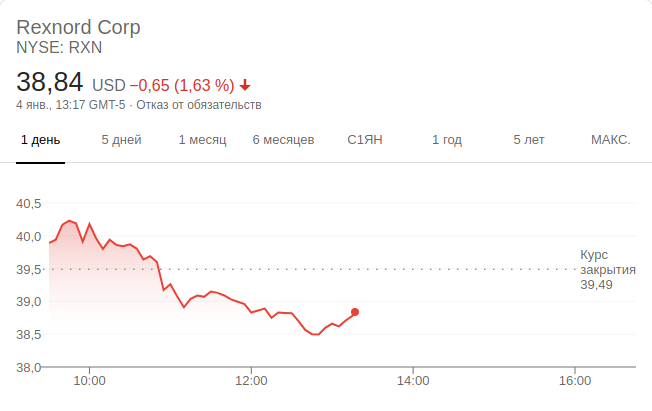 Rexnord Corp
NYSE: RXN
38,84 USD −0,65 (1,63 %)
4 янв., 13:17 GMT-5 · Отказ от обязательств
1 день 5 дней 1 месяц 6 месяцев С1ЯН 1 год 5 лет МАКС.
40,5
40,0
39,5
39,0
38,5
38,0
Курс
закрытия
39,49
10:00 12:00 14:00 16:00